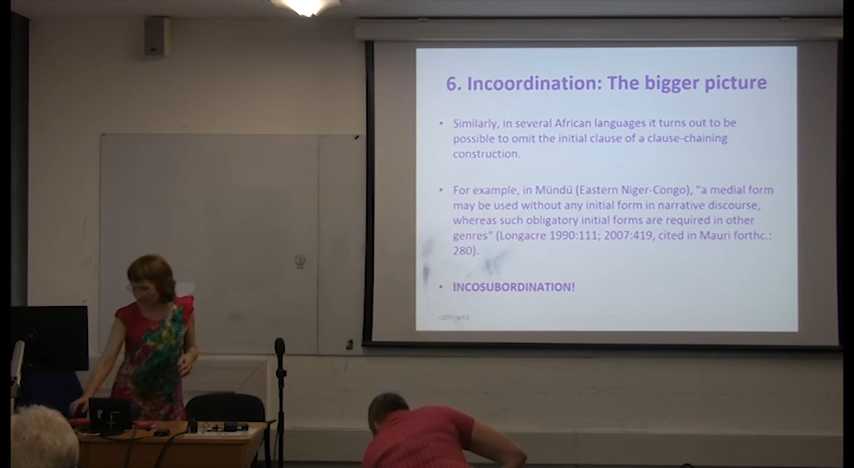 6. Incoordination: The bigger picture
• Similarly, in several African languages it turns out to be
possible to omit the initial clause of a clause-chaining
construction.
• For example, in Mündü (Eastern Niger-Congo), "a medial form
may be used without any initial form in narrative discourse,
whereas such obligatory initial forms are required in other
genres" (Longacre 1990:111; 2007:419, cited in Mauri forthc.:
280).
• INCOSUBORDINATION!